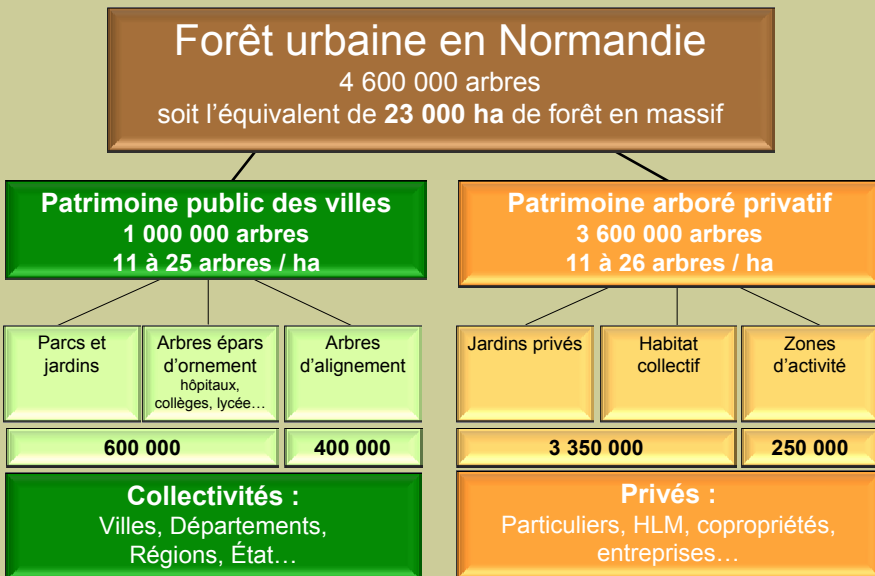 Forêt urbaine en Normandie
4 600 000 arbres
soit l'équivalent de 23 000 ha de forêt en massif
Patrimoine public des villes
1 000 000 arbres
11 à 25 arbres / ha
Patrimoine arboré privatif
3 600 000 arbres
11 à 26 arbres / ha
Parcs et
jardins
Arbres épars
d'ornement
hôpitaux,
collèges, lycée…
Arbres
d'alignement
Jardins privés
Habitat
collectif
Zones
d'activité
600 000
400 000
3 350 000
250 000
Collectivités :
Villes, Départements,
Régions, État…
Privés :
Particuliers, HLM, copropriétés,
entreprises…